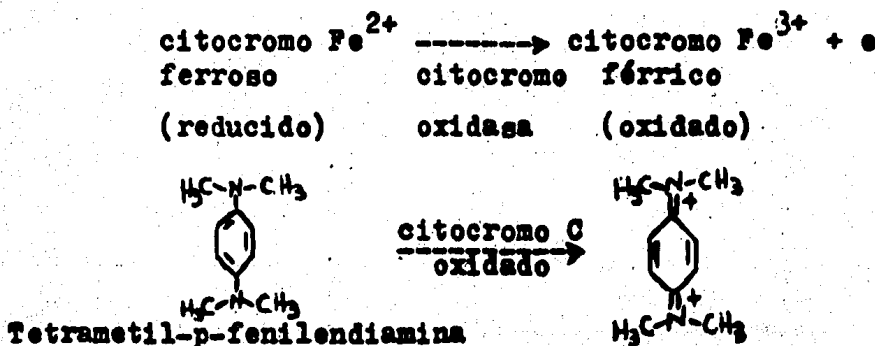 citocromo Fe2+ -------> citocromo Fe3+ + e
ferroso citocromo férrico
(reducido) oxidasa (oxidado)
H3C-N-CH3 H3C-N-CH3
+
citocromo C
oxidado
+
H3C-N-CH3 H3C-N-CH3
Tetrametil-p-fenilendiamina